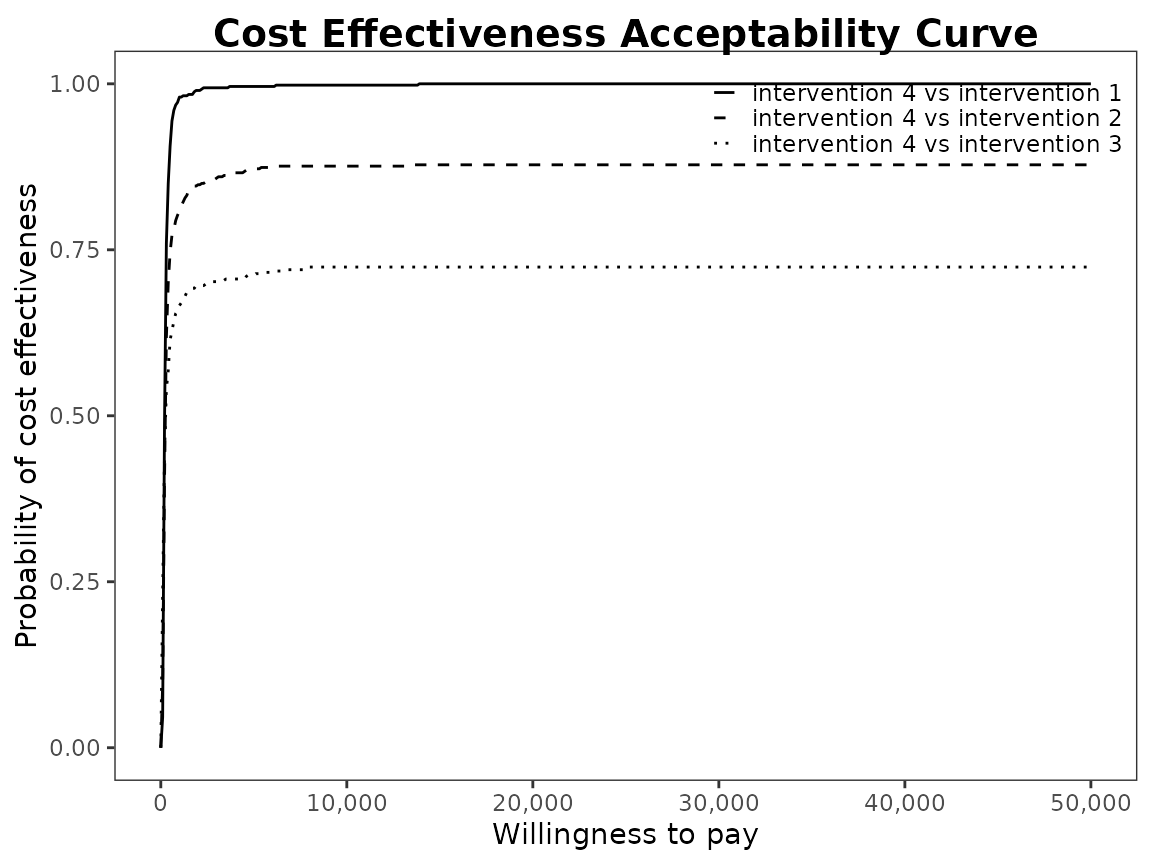 Cost Effectiveness Acceptability Curve
1.00
intervention 4 vs intervention 1
intervention 4 vs intervention 2
intervention 4 vs intervention 3
0.75
0.50
0.25
0.00
Probability of cost effectiveness
0 10,000 20,000 30,000 40,000 50,000
Willingness to pay